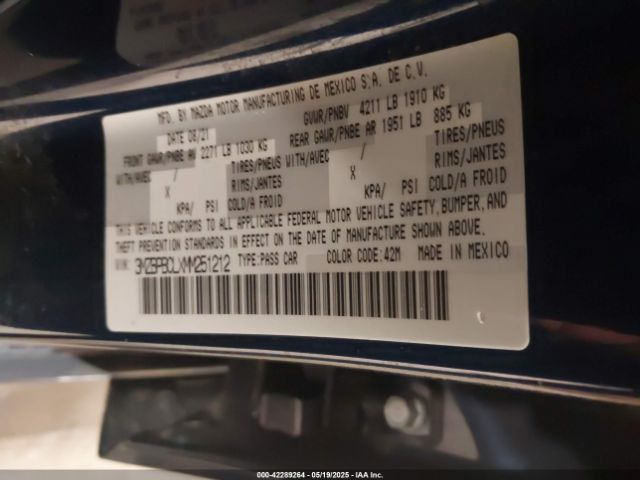 MFD. BY MAZDA MOTOR MANUFACTURING DE MEXICO S.A. DE C.V.
DATE 08/21 GVWR/PNBV 4211 LB 1910 KG
FRONT GAWR/PNBE AV 2271 LB 1030 KG REAR GAWR/PNBE AR 1951 LB 885 KG
WITH/AVEC / TIRES/PNEUS WITH/AVEC / TIRES/PNEUS
X RIMS/JANTES X RIMS/JANTES
KPA/ PSI COLD/A FROID KPA/ PSI COLD/A FROID
THIS VEHICLE CONFORMS TO ALL APPLICABLE FEDERAL MOTOR VEHICLE SAFETY, BUMPER, AND
THEFT PREVENTION STANDARDS IN EFFECT ON THE DATE OF MANUFACTURE SHOWN ABOVE.
VIN: 3MZBPBCLXMM251212 TYPE:PASS CAR COLOR CODE:42M MADE IN MEXICO
000-42289264 - 05/19/2025 - IAA Inc.